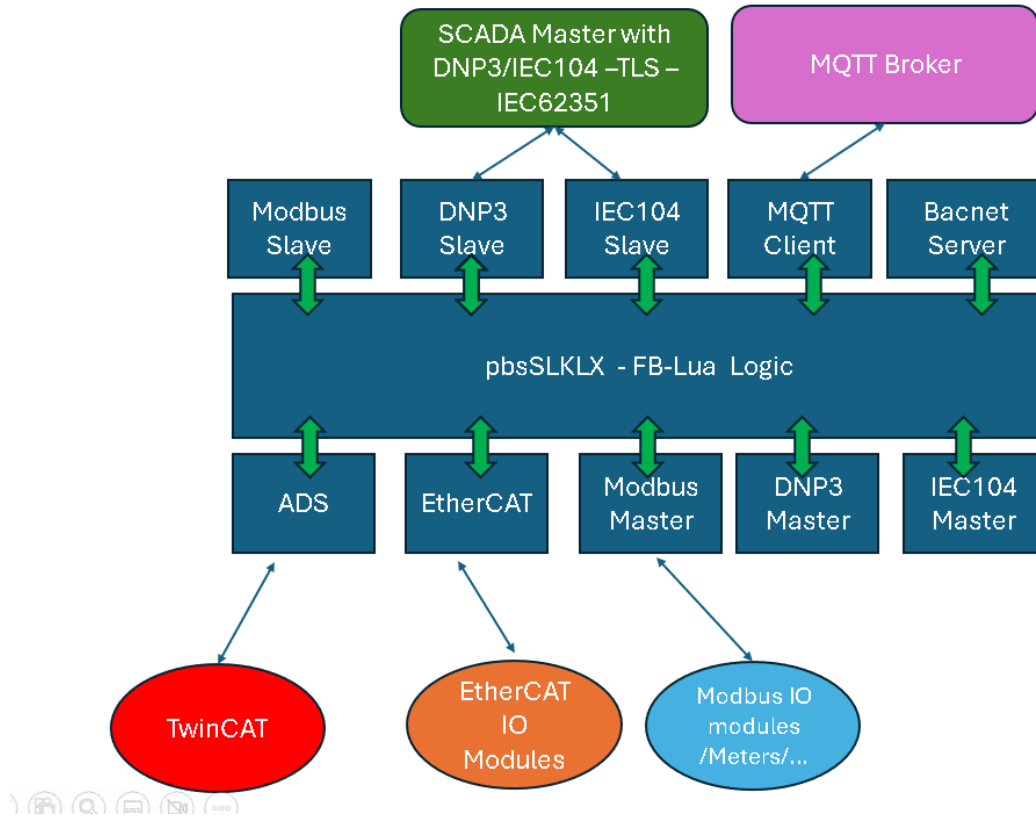 SCADA Master with
DNP3/IEC104 –TLS –
IEC62351
MQTT Broker
Modbus
Slave
DNP3
Slave
IEC104
Slave
MQTT
Client
Bacnet
Server
pbsSLKLX - FB-Lua Logic
ADS
EtherCAT
Modbus
Master
DNP3
Master
IEC104
Master
TwinCAT
EtherCAT
IO
Modules
Modbus IO
modules
/Meters/...